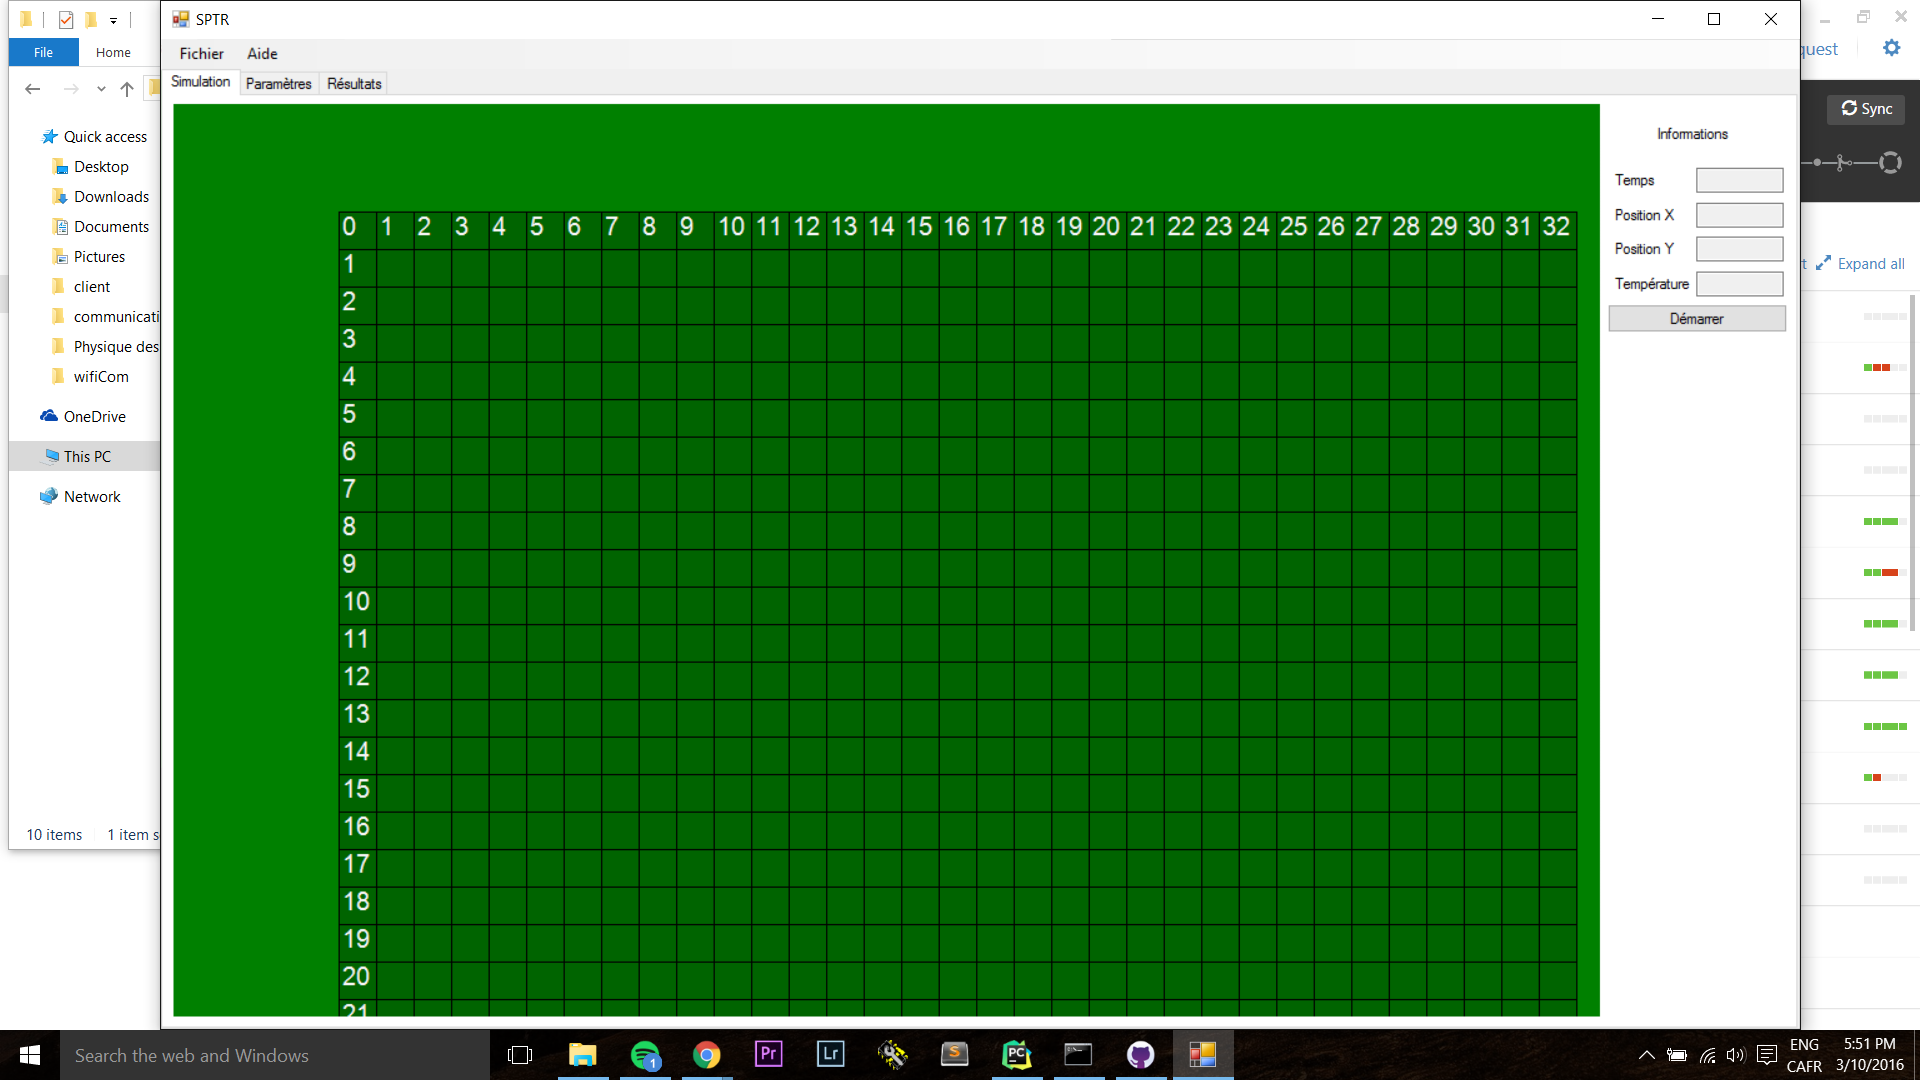 SPTR
File Home
Fichier Aide
Simulation Paramètres Résultats
Quick access
Desktop
Downloads
Documents
Pictures
client
communicati
Physique des
wifiCom
OneDrive
This PC
Network
10 items 1 item s
0 1 2 3 4 5 6 7 8 9 10 11 12 13 14 15 16 17 18 19 20 21 22 23 24 25 26 27 28 29 30 31 32
1
2
3
4
5
6
7
8
9
10
11
12
13
14
15
16
17
18
19
20
21
Informations
Temps
Position X
Position Y
Température
Démarrer
quest
Sync
t Expand all
Search the web and Windows
1
Pr
Lr
S
PC
ENG
CAFR
5:51 PM
3/10/2016